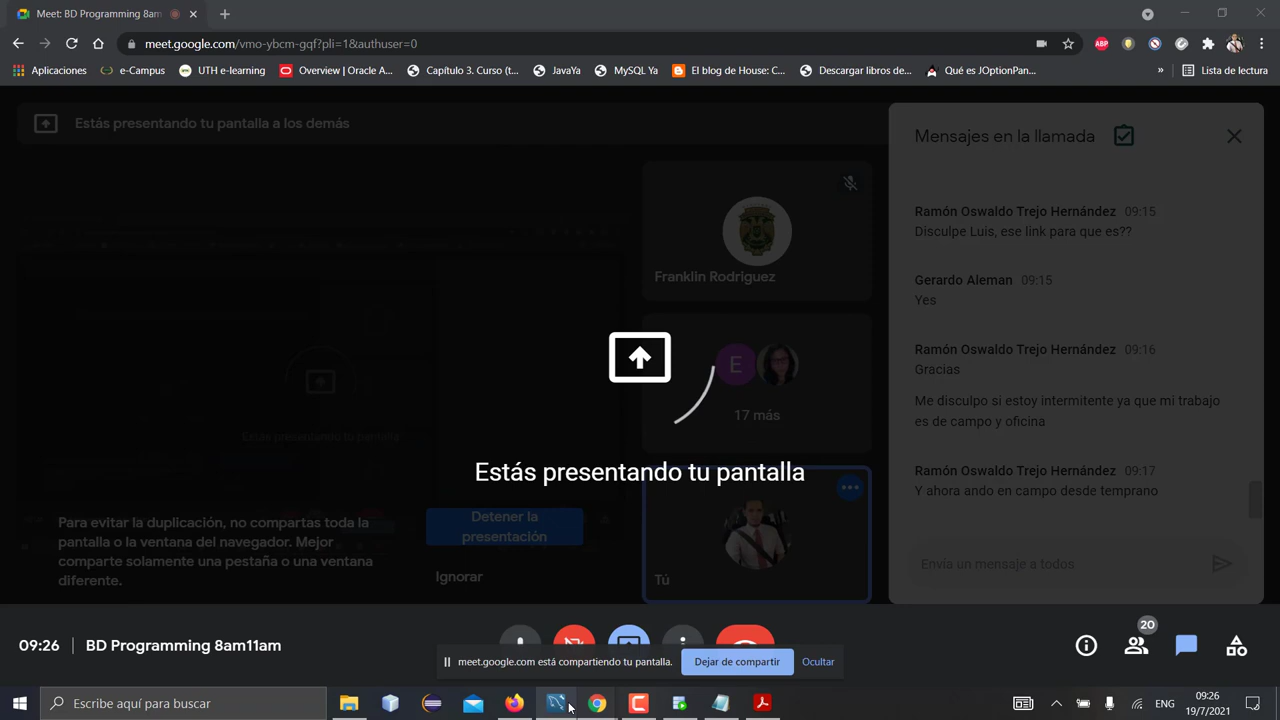 Meet: BD Programming 8am
meet.google.com/vmo-ybcm-gqf?pli=1&authuser=0
ABP
Aplicaciones
e-Campus
UTH e-learning
Overview | Oracle A...
Capítulo 3. Curso (t...
JavaYa
MySQL Ya
El blog de House: C...
Descargar libros de...
Qué es JOptionPan...
»
Lista de lectura
Estás presentando tu pantalla a los demás
Mensajes en la llamada
Ramón Oswaldo Trejo Hernández 09:15
Disculpe Luis, ese link para que es??
Franklin Rodriguez
Gerardo Aleman 09:15
Yes
Ramón Oswaldo Trejo Hernández 09:16
Gracias
Me disculpo si estoy intermitente ya que mi trabajo
es de campo y oficina
E
17 más
Estás presentando tu pantalla
Estás presentando tu pantalla
Ramón Oswaldo Trejo Hernández 09:17
Y ahora ando en campo desde temprano
Para evitar la duplicación, no compartas toda la
pantalla o la ventana del navegador. Mejor
comparte solamente una pestaña o una ventana
diferente.
Detener la
presentación
Ignorar
Tú
Envía un mensaje a todos
09:26 BD Programming 8am11am
20
meet.google.com está compartiendo tu pantalla.
Dejar de compartir
Ocultar
Escribe aquí para buscar
ENG
09:26
19/7/2021